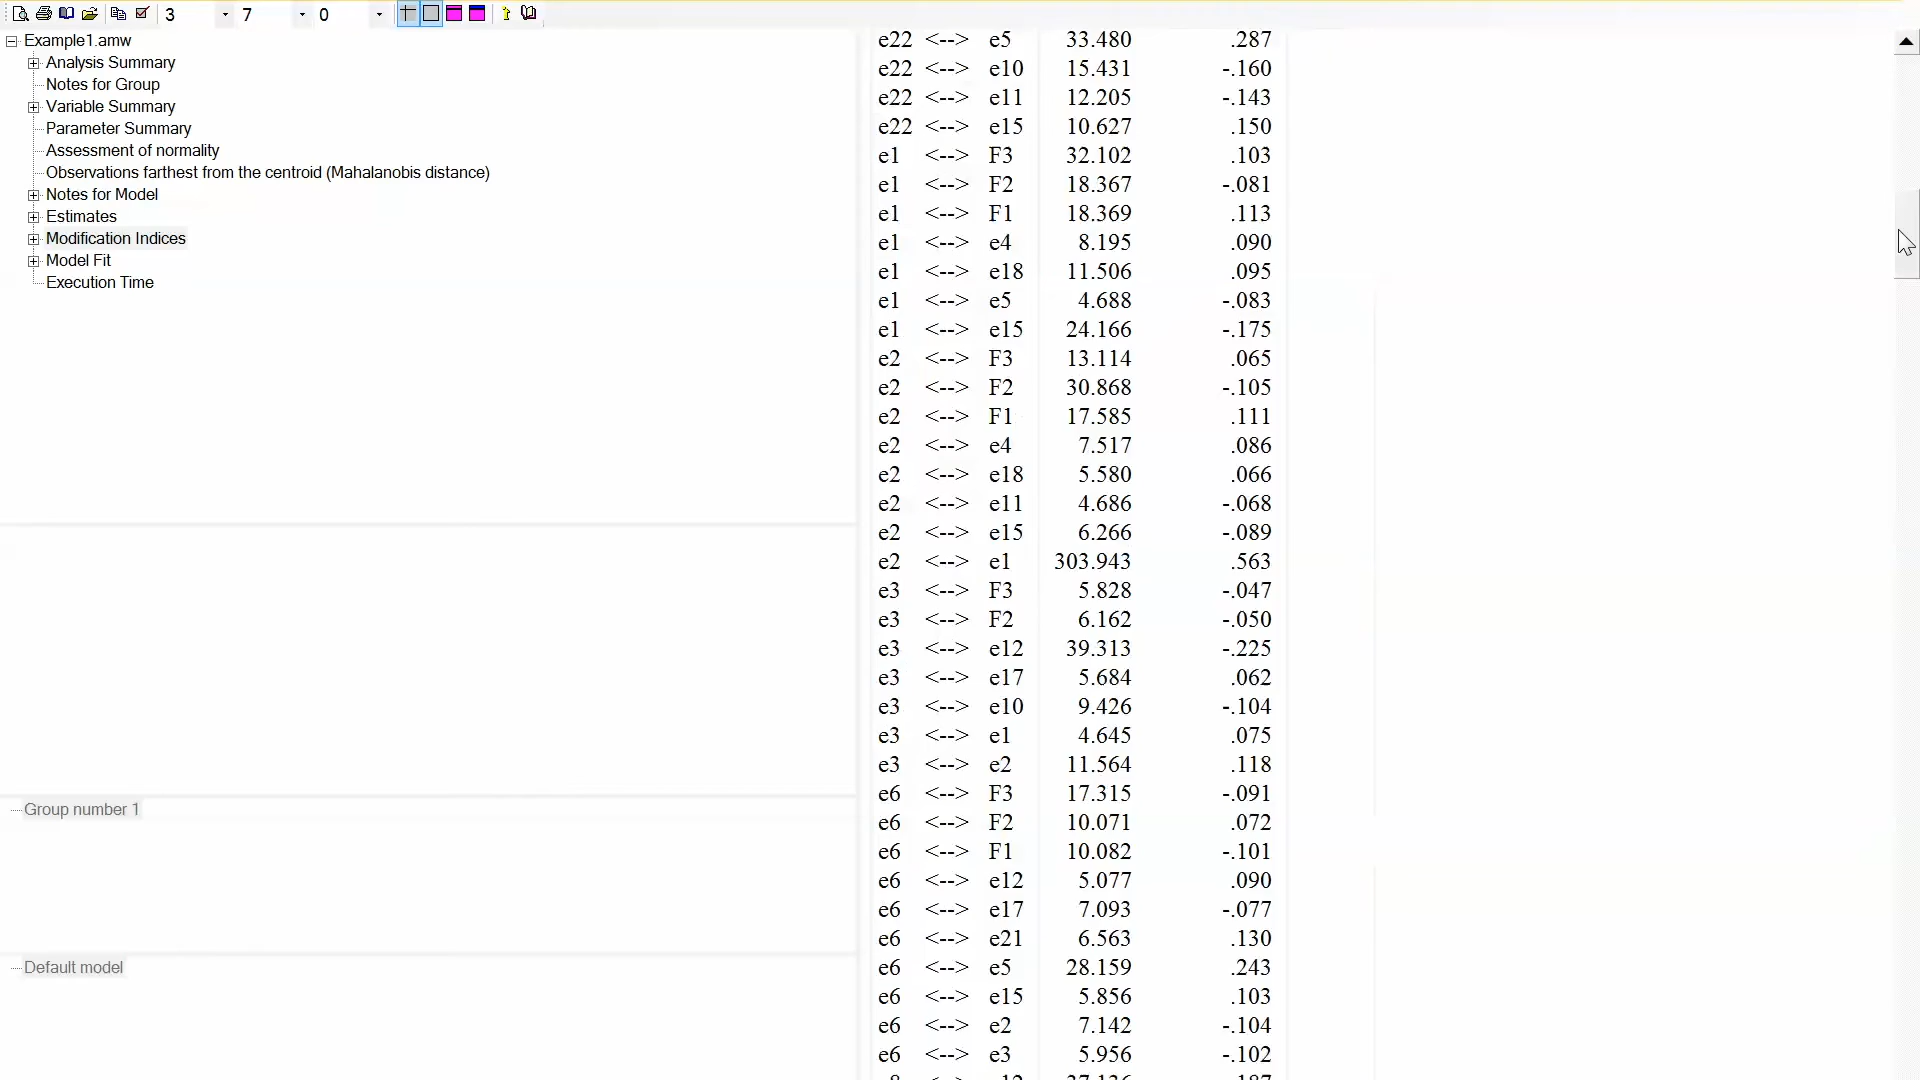 3 7 0
Example1.amw
Analysis Summary
Notes for Group
Variable Summary
Parameter Summary
Assessment of normality
Observations farthest from the centroid (Mahalanobis distance)
Notes for Model
Estimates
Modification Indices
Model Fit
Execution Time
Group number 1
Default model
e22 <--> e5 33.480 .287
e22 <--> e10 15.431 -.160
e22 <--> e11 12.205 -.143
e22 <--> e15 10.627 .150
e1 <--> F3 32.102 .103
e1 <--> F2 18.367 -.081
e1 <--> F1 18.369 .113
e1 <--> e4 8.195 .090
e1 <--> e18 11.506 .095
e1 <--> e5 4.688 -.083
e1 <--> e15 24.166 -.175
e2 <--> F3 13.114 .065
e2 <--> F2 30.868 -.105
e2 <--> F1 17.585 .111
e2 <--> e4 7.517 .086
e2 <--> e18 5.580 .066
e2 <--> e11 4.686 -.068
e2 <--> e15 6.266 -.089
e2 <--> e1 303.943 .563
e3 <--> F3 5.828 -.047
e3 <--> F2 6.162 -.050
e3 <--> e12 39.313 -.225
e3 <--> e17 5.684 .062
e3 <--> e10 9.426 -.104
e3 <--> e1 4.645 .075
e3 <--> e2 11.564 .118
e6 <--> F3 17.315 -.091
e6 <--> F2 10.071 .072
e6 <--> F1 10.082 -.101
e6 <--> e12 5.077 .090
e6 <--> e17 7.093 -.077
e6 <--> e21 6.563 .130
e6 <--> e5 28.159 .243
e6 <--> e15 5.856 .103
e6 <--> e2 7.142 -.104
e6 <--> e3 5.956 -.102